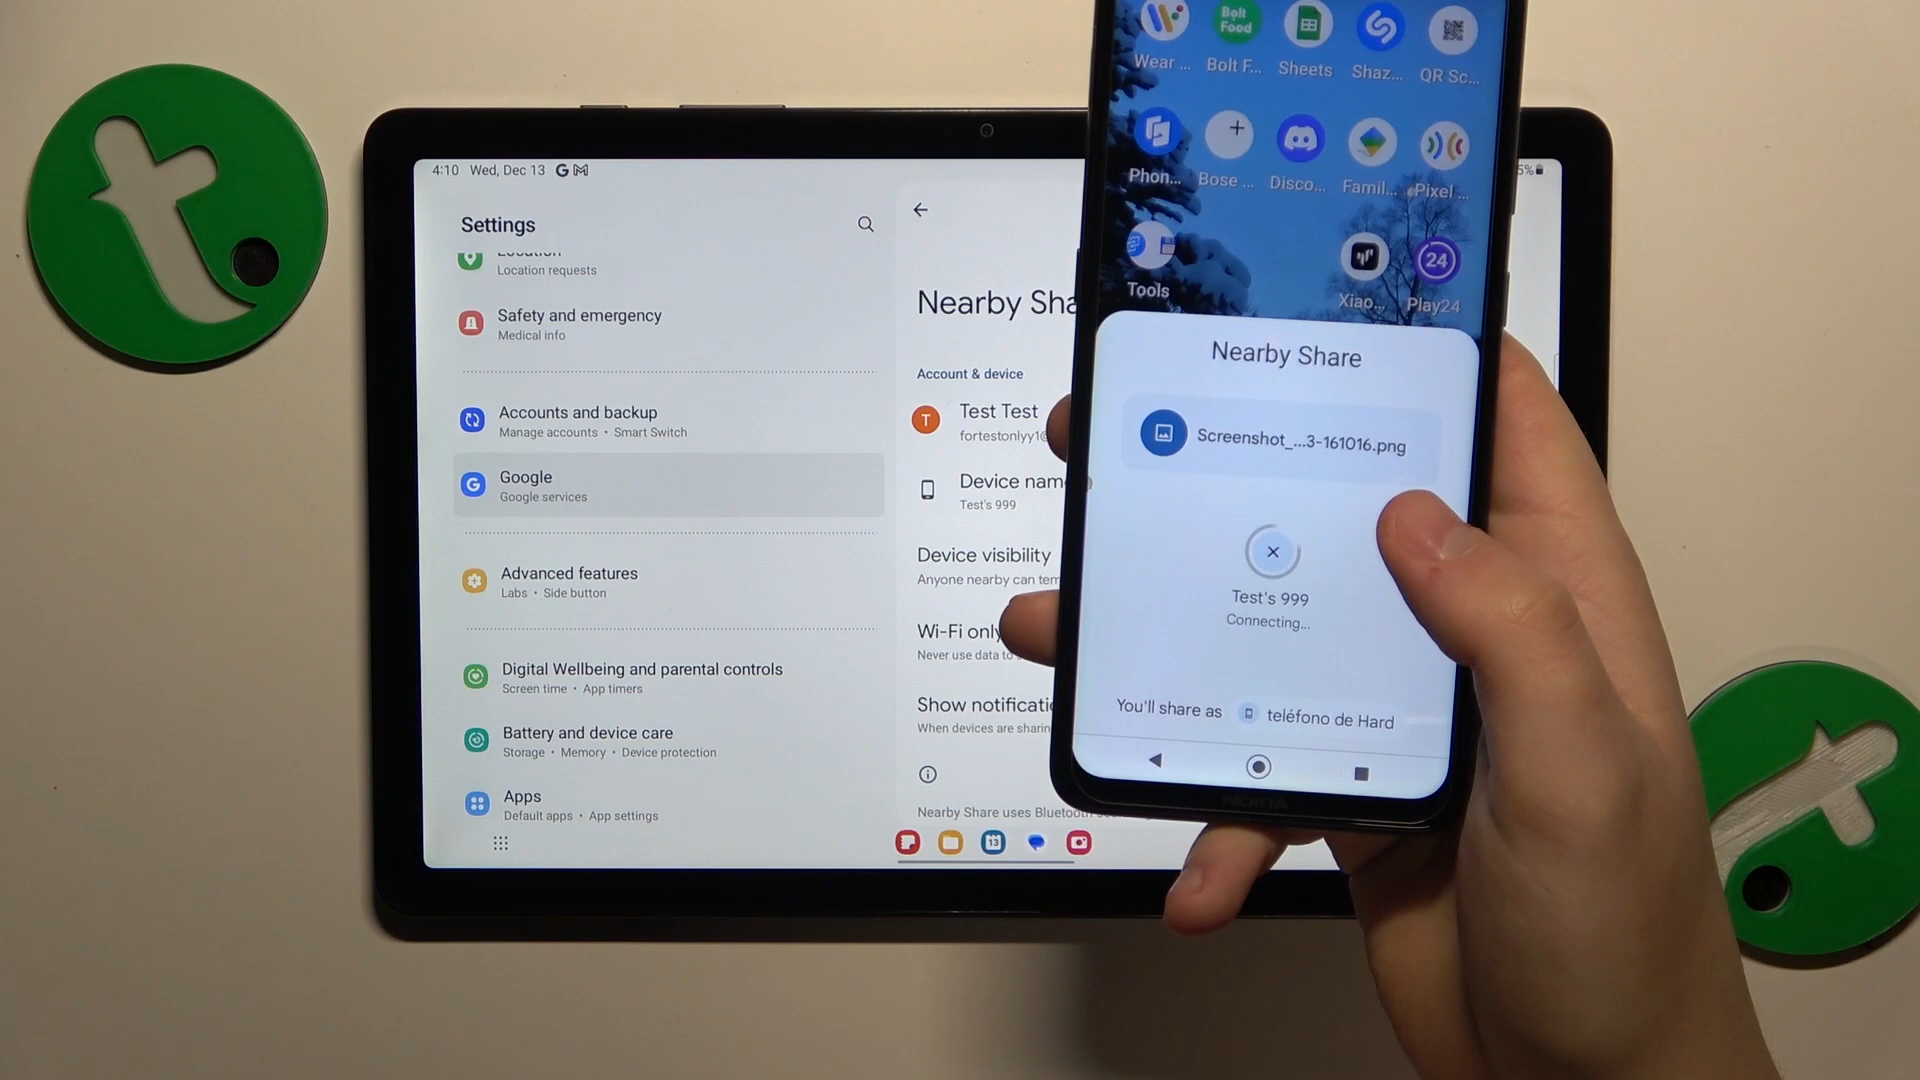 4:10 Wed, Dec 13
5%
Settings
Location requests
Safety and emergency
Medical info
Accounts and backup
Manage accounts • Smart Switch
Google
Google services
Advanced features
Labs • Side button
Digital Wellbeing and parental controls
Screen time • App timers
Battery and device care
Storage • Memory • Device protection
Apps
Default apps • App settings
Nearby Sha
Account & device
T
Test Test
fortestonlyy1@
Device name
Test's 999
Device visibility
Anyone nearby can tem
Wi-Fi only
Never use data to
Show notificatio
When devices are sharin
Nearby Share uses Bluetooth
13
Bolt Food
Wear ... Bolt F... Sheets Shaz... QR Sc...
Phon... Bose ... Disco... Famil... Pixel ...
24
Tools Xiao... Play24
Nearby Share
Screenshot_...3-161016.png
Test's 999
Connecting...
You'll share as teléfono de Hard
NOKIA